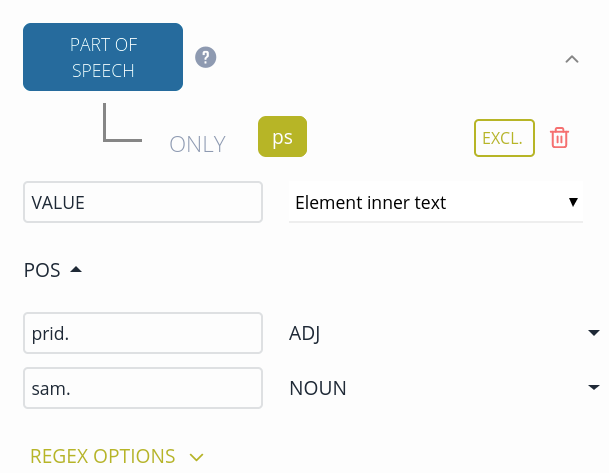 PART OF
SPEECH
?
ONLY ps EXCL.
VALUE Element inner text
POS
prid. ADJ
sam. NOUN
REGEX OPTIONS